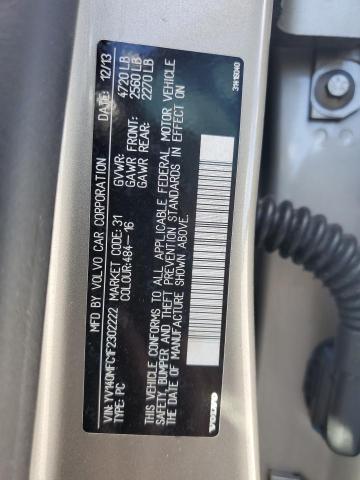 MFD BY VOLVO CAR CORPORATION DATE: 12/13
VIN: YV140MFC1F2302222 MARKET CODE: 31 GVWR: 4720 LB
TYPE: PC COLOUR:484-16 GAWR FRONT: 2560 LB
GAWR REAR: 2270 LB
THIS VEHICLE CONFORMS TO ALL APPLICABLE FEDERAL MOTOR VEHICLE
SAFETY, BUMPER AND THEFT PREVENTION STANDARDS IN EFFECT ON
THE DATE OF MANUFACTURE SHOWN ABOVE.
VOLVO